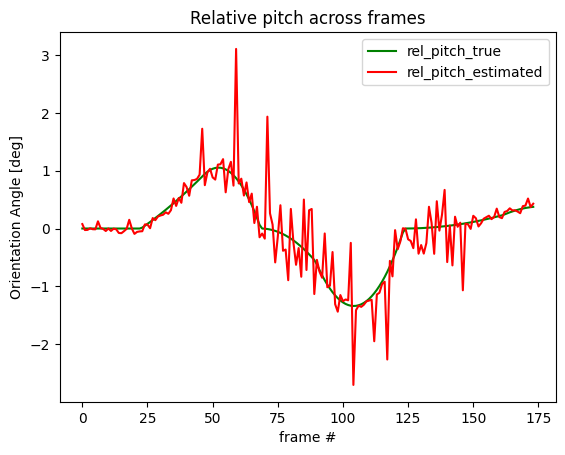 Relative pitch across frames
rel_pitch_true
rel_pitch_estimated
Orientation Angle [deg]
3
2
1
0
−1
−2
0 25 50 75 100 125 150 175
frame #